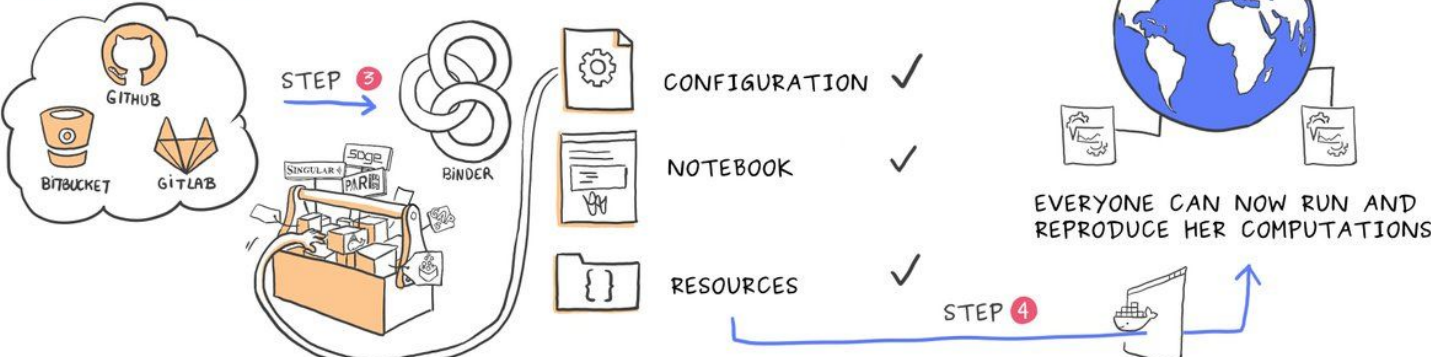 GITHUB
BITBUCKET
GITLAB
STEP 3
BINDER
SAGE
SINGULAR
PARI
GAP
CONFIGURATION
NOTEBOOK
RESOURCES
STEP 4
EVERYONE CAN NOW RUN AND
REPRODUCE HER COMPUTATIONS